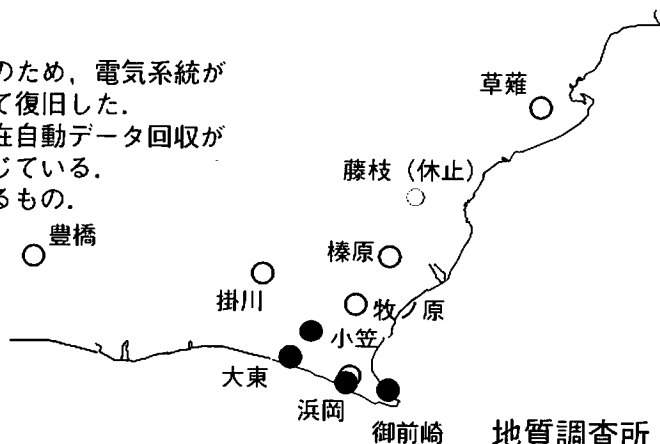 のため，電気系統が
て復旧した．
在自動データ回収が
じている．
るもの．
草薙
藤枝（休止）
豊橋
榛原
掛川
牧ノ原
小笠
大東
浜岡
御前崎
地質調査所